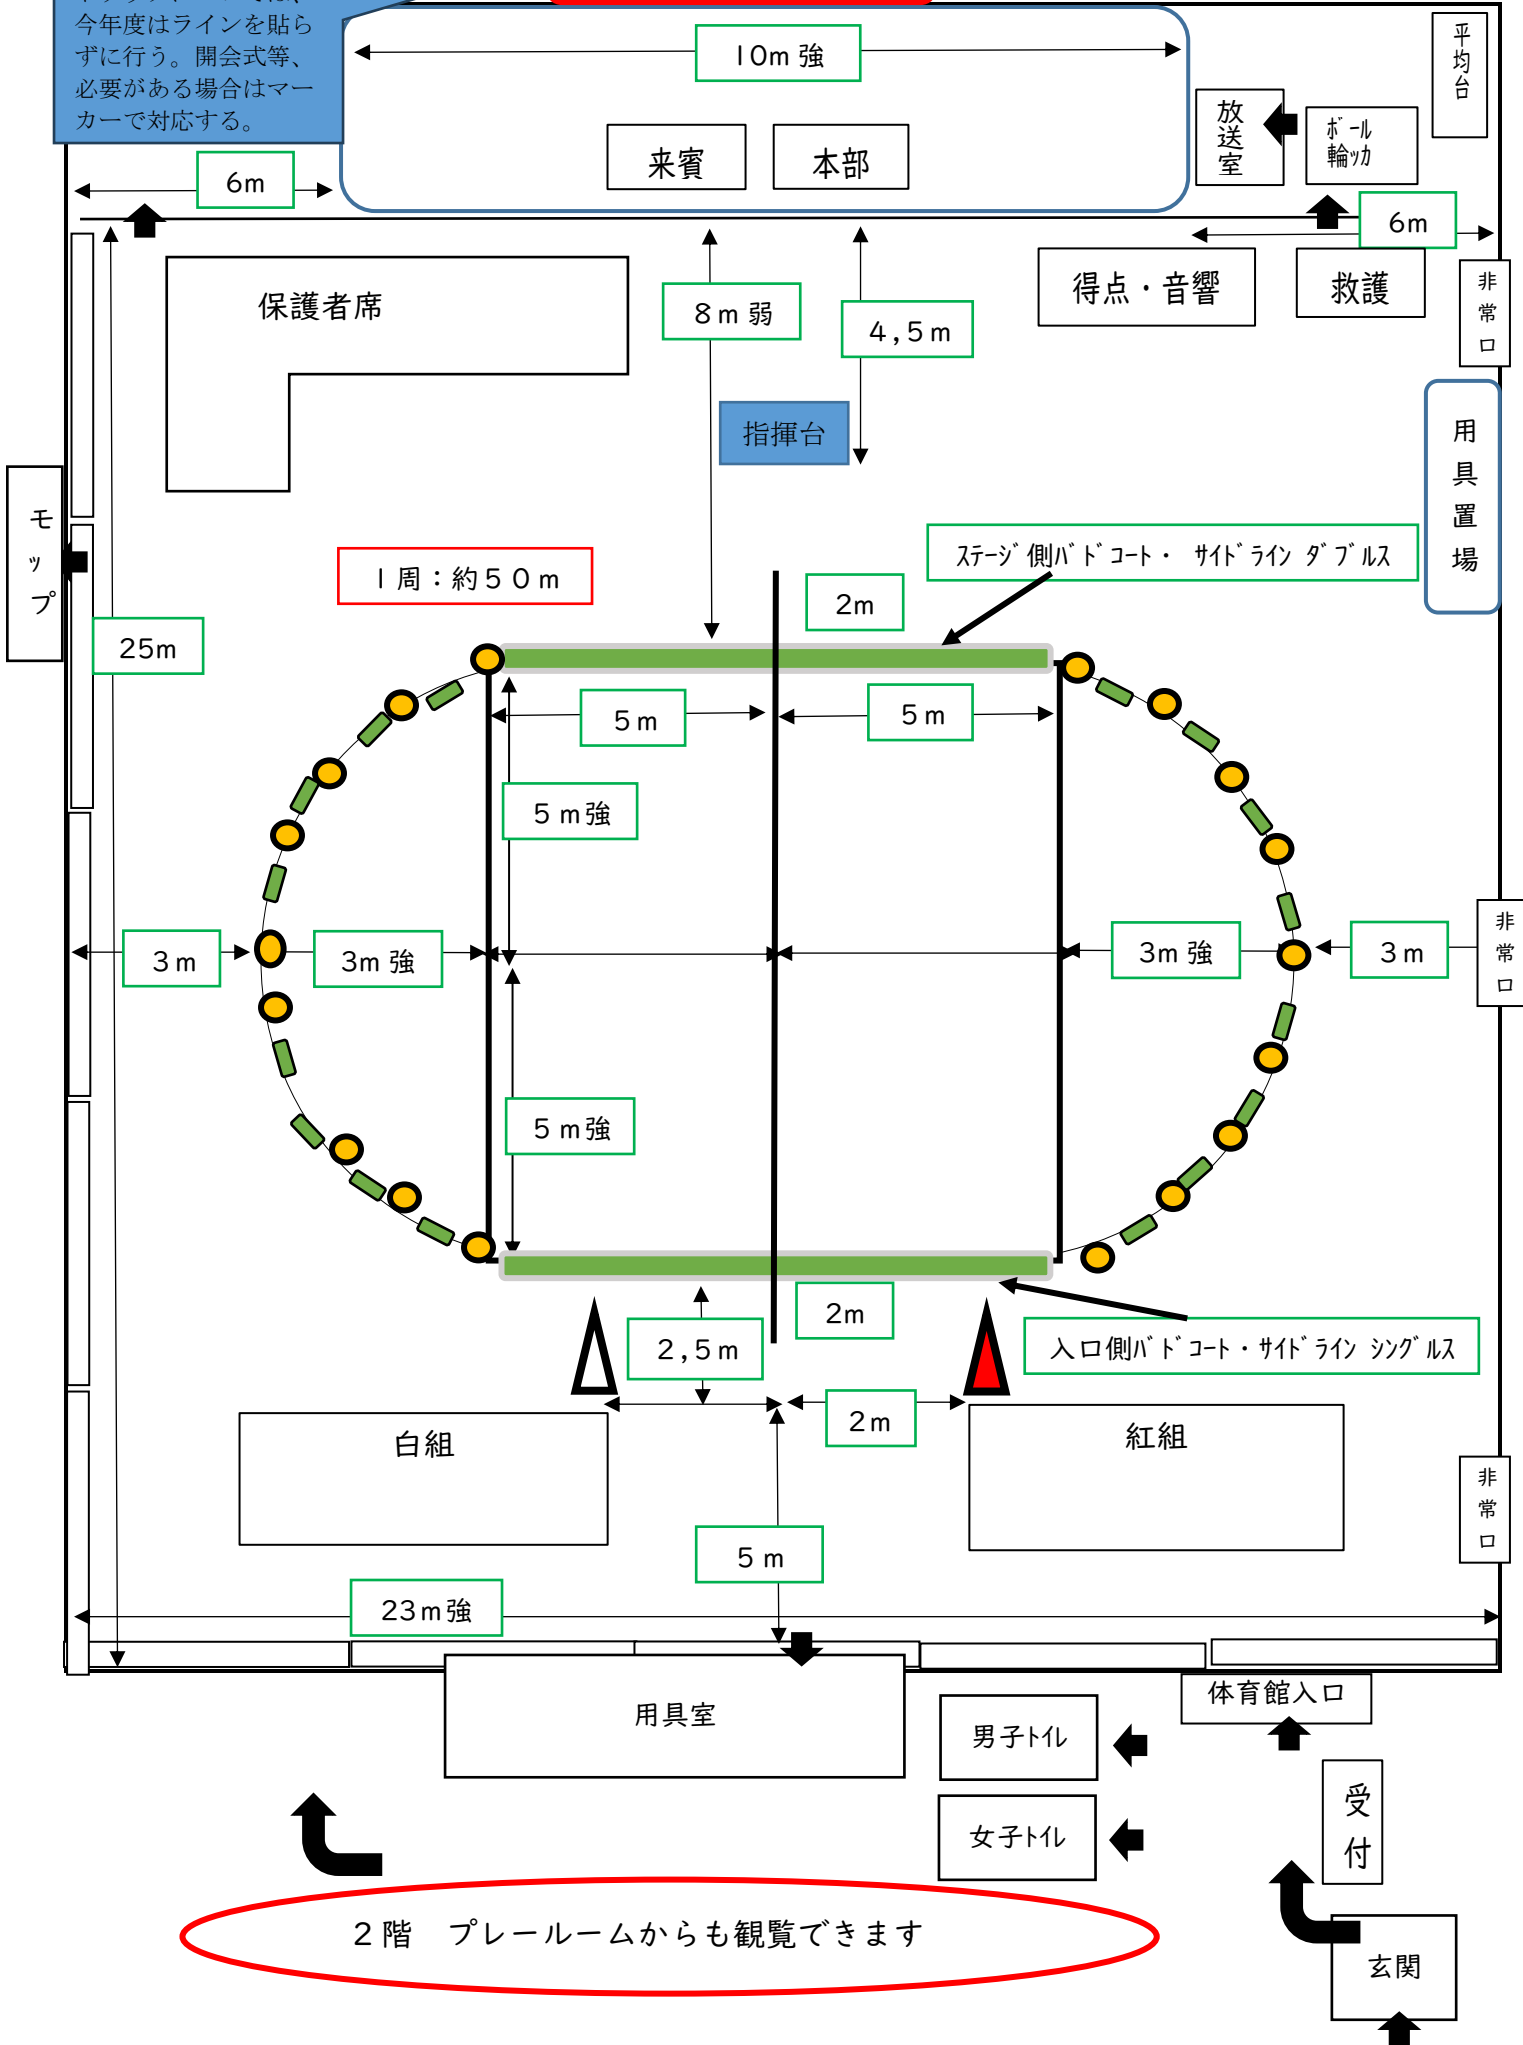 今年度はラインを貼ら
ずに行う。開会式等、
必要がある場合はマー
カーで対応する。
10m強
平均台
放送室
ﾎﾞｰﾙ
輪ｯｶ
来賓
本部
6m
6m
保護者席
8m弱
4,5m
得点・音響
救護
非常口
指揮台
用具置場
モップ
1周：約50m
ｽﾃｰｼﾞ側ﾊﾞﾄﾞｺｰﾄ・ ｻｲﾄﾞﾗｲﾝ ﾀﾞﾌﾞﾙｽ
2m
25m
5m
5m
5m強
3m
3m強
3m強
3m
非常口
5m強
2m
2,5m
入口側ﾊﾞﾄﾞｺｰﾄ・ｻｲﾄﾞﾗｲﾝ ｼﾝｸﾞﾙｽ
2m
白組
紅組
非常口
5m
23m強
用具室
体育館入口
男子ﾄｲﾚ
受付
女子ﾄｲﾚ
2階　プレールームからも観覧できます
玄関